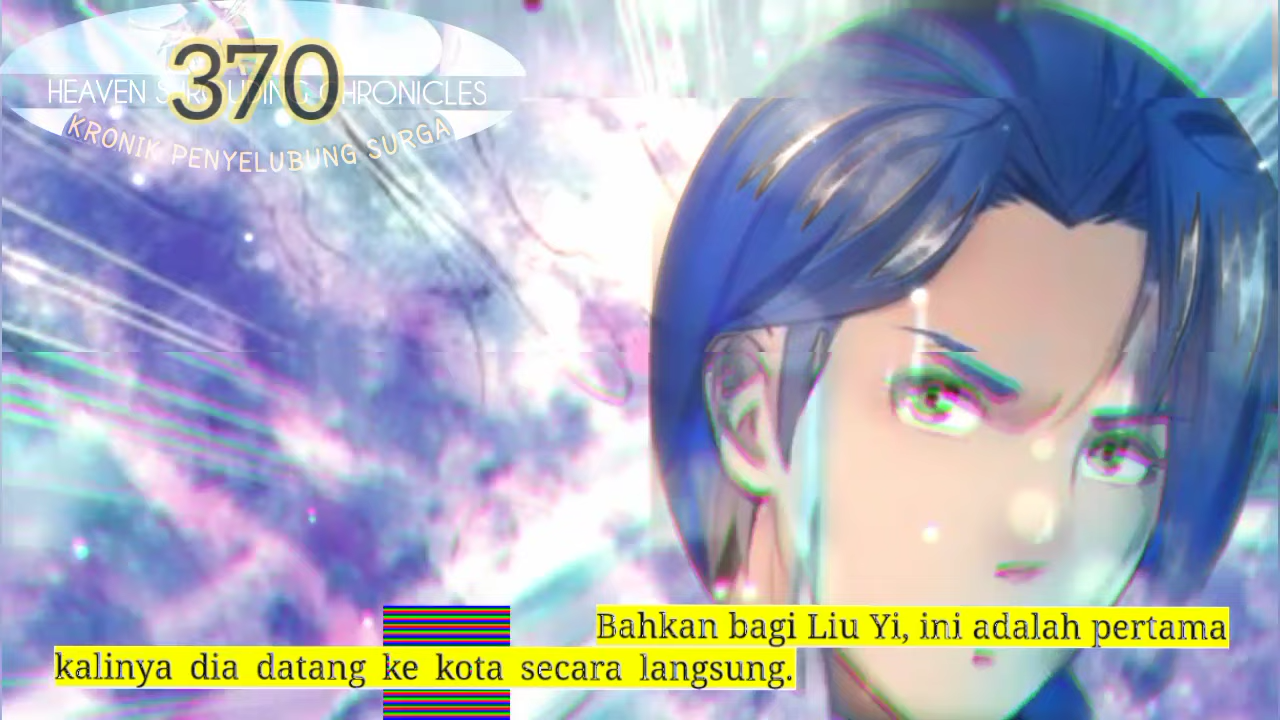 370
HEAVEN SHROUDING CHRONICLES
KRONIK PENYELUBUNG SURGA
Bahkan bagi Liu Yi, ini adalah pertama
kalinya dia datang ke kota secara langsung.